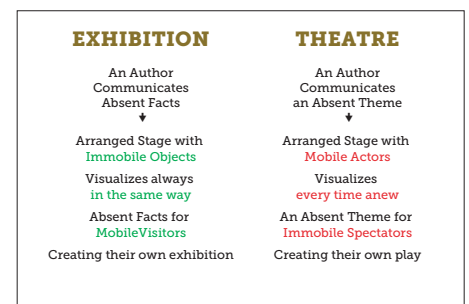 EXHIBITION
An Author
Communicates
Absent Facts
Arranged Stage with
Immobile Objects
Visualizes always
in the same way
Absent Facts for
MobileVisitors
Creating their own exhibition
THEATRE
An Author
Communicates
an Absent Theme
Arranged Stage with
Mobile Actors
Visualizes
every time anew
An Absent Theme for
Immobile Spectators
Creating their own play